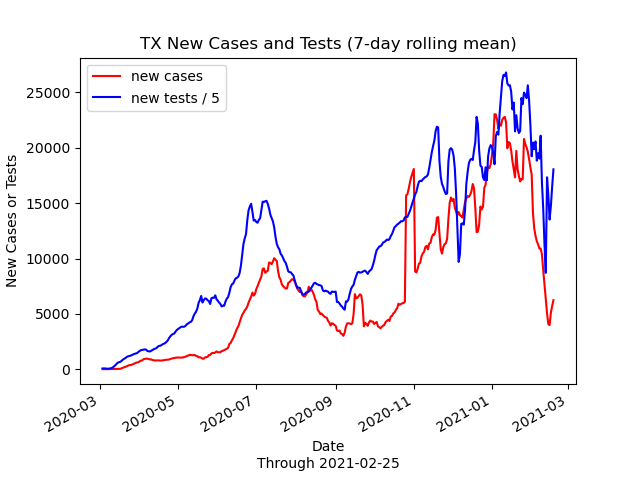 TX New Cases and Tests (7-day rolling mean)
new cases
new tests / 5
New Cases or Tests
25000
20000
15000
10000
5000
0
2020-03
2020-05
2020-07
2020-09
2020-11
2021-01
2021-03
Date
Through 2021-02-25